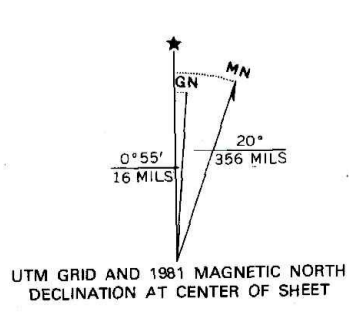 MN
GN
20°
356 MILS
0°55'
16 MILS
UTM GRID AND 1981 MAGNETIC NORTH
DECLINATION AT CENTER OF SHEET